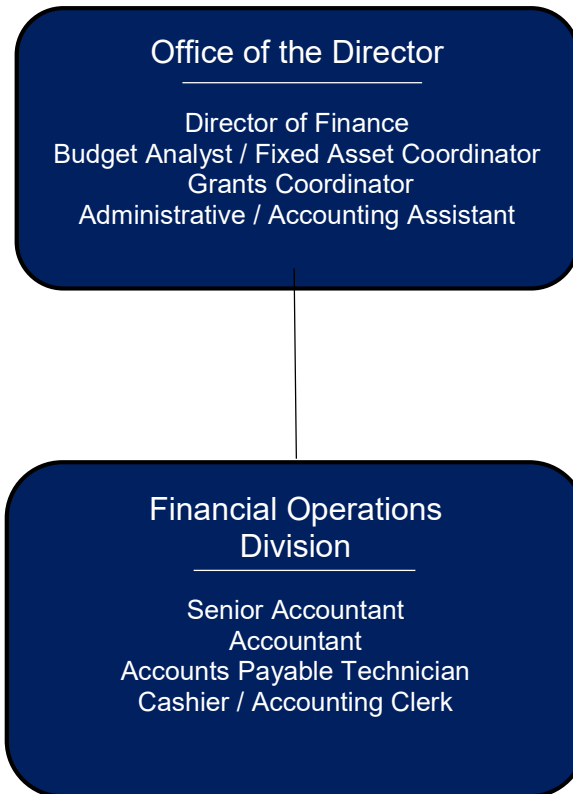 Office of the Director
Director of Finance
Budget Analyst / Fixed Asset Coordinator
Grants Coordinator
Administrative / Accounting Assistant
Financial Operations
Division
Senior Accountant
Accountant
Accounts Payable Technician
Cashier / Accounting Clerk